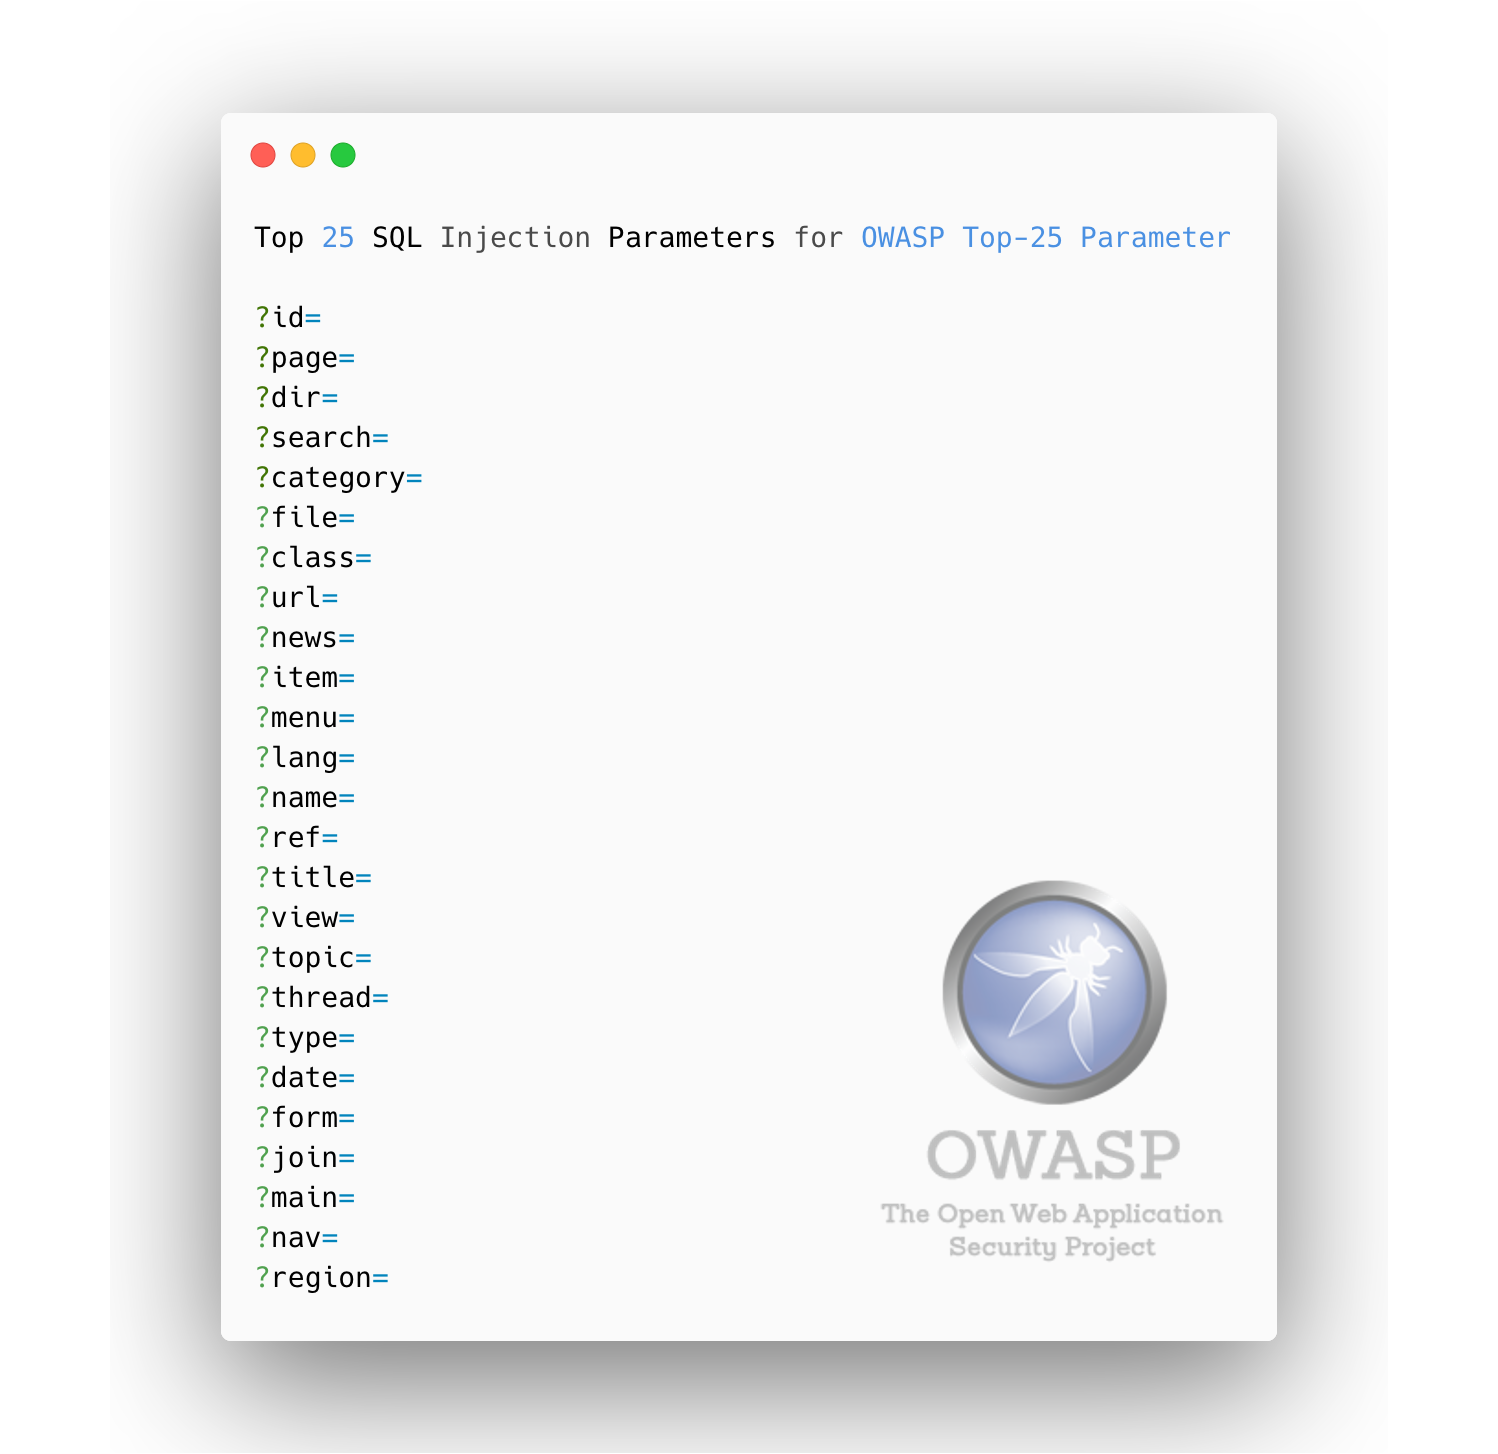 Top 25 SQL Injection Parameters for OWASP Top-25 Parameter
?id=
?page=
?dir=
?search=
?category=
?file=
?class=
?url=
?news=
?item=
?menu=
?lang=
?name=
?ref=
?title=
?view=
?topic=
?thread=
?type=
?date=
?form=
?join=
?main=
?nav=
?region=
OWASP
The Open Web Application
Security Project